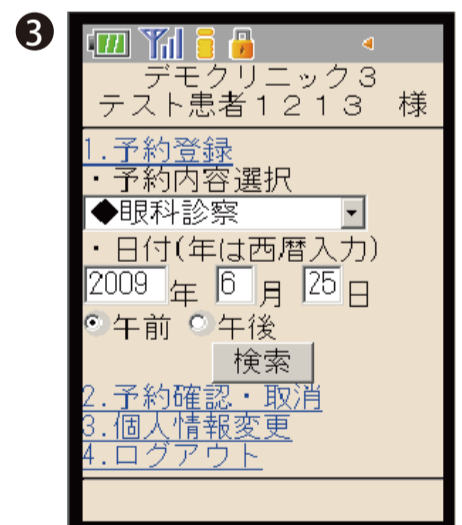 ❸
デモクリニック3
テスト患者1213 様
1.予約登録
・予約内容選択
◆眼科診察
・日付(年は西暦入力)
2009 年 6 月 25 日
午前 午後
検索
2.予約確認・取消
3.個人情報変更
4.ログアウト